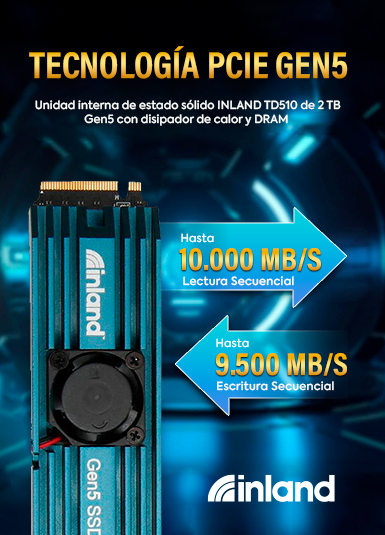 TECNOLOGÍA PCIE GEN5
Unidad interna de estado sólido INLAND TD510 de 2 TB
Gen5 con disipador de calor y DRAM
inland
Hasta
10.000 MB/S
Lectura Secuencial
Hasta
9.500 MB/S
Escritura Secuencial
Gen5 SSD
inland